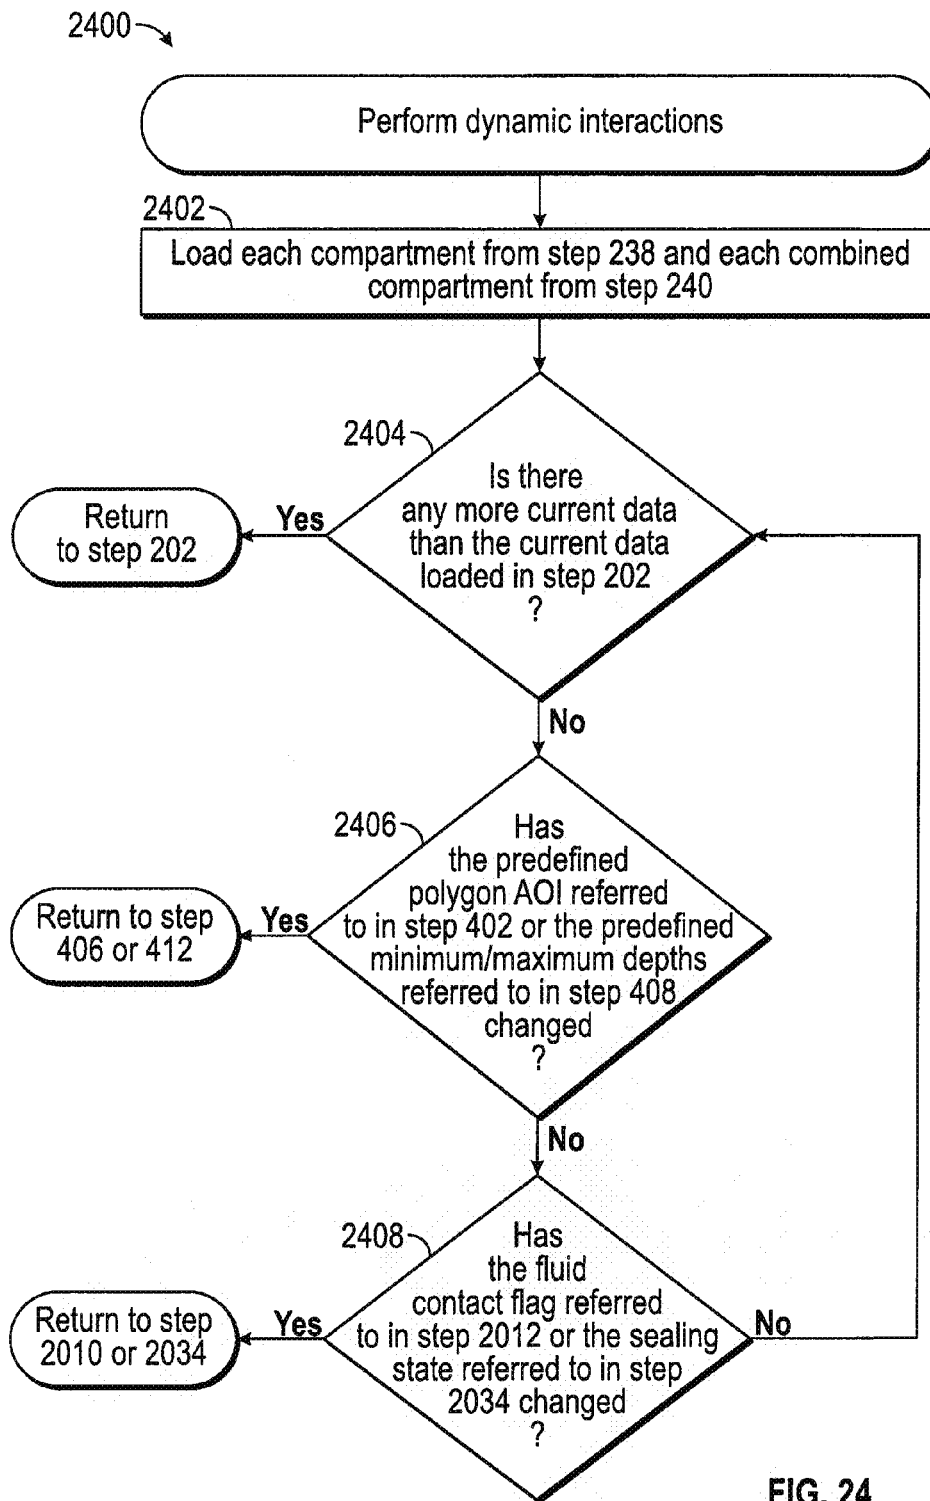 2400
Perform dynamic interactions
2402
Load each compartment from step 238 and each combined
compartment from step 240
2404
Is there
any more current data
than the current data
loaded in step 202
?
Yes
Return
to step 202
No
2406
Has
the predefined
polygon AOI referred
to in step 402 or the predefined
minimum/maximum depths
referred to in step 408
changed
?
Yes
Return to step
406 or 412
No
2408
Has
the fluid
contact flag referred
to in step 2012 or the sealing
state referred to in step
2034 changed
?
Yes
Return to step
2010 or 2034
No
FIG. 24